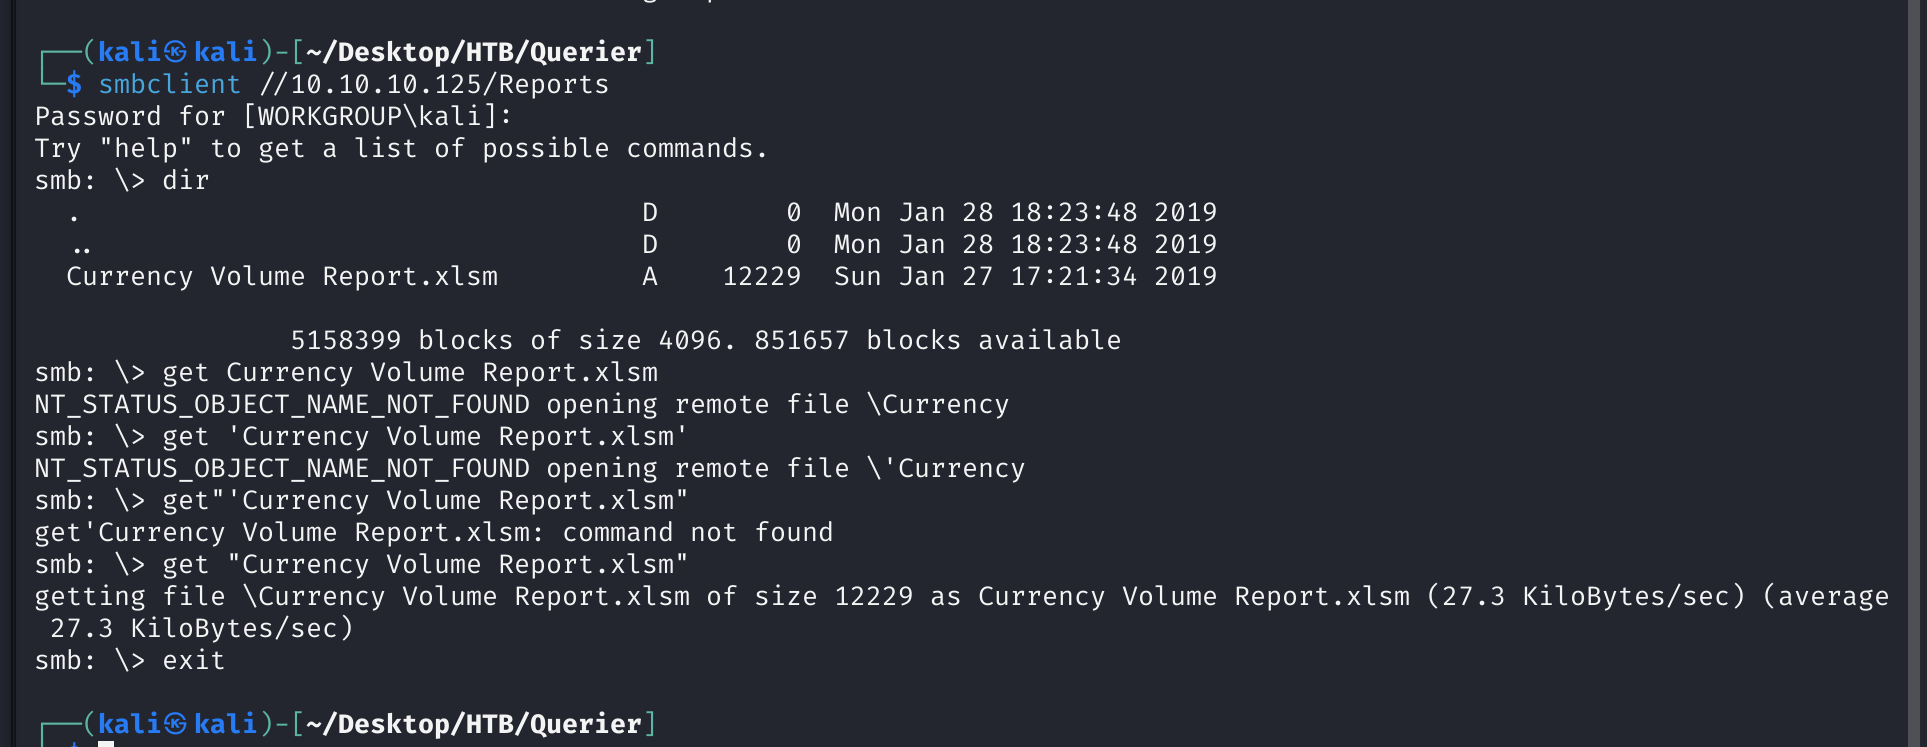 ┌──(kali㉿kali)-[~/Desktop/HTB/Querier]
└─$ smbclient //10.10.10.125/Reports
Password for [WORKGROUP\kali]:
Try "help" to get a list of possible commands.
smb: \> dir
  .                                   D        0  Mon Jan 28 18:23:48 2019
  ..                                  D        0  Mon Jan 28 18:23:48 2019
  Currency Volume Report.xlsm         A    12229  Sun Jan 27 17:21:34 2019
                5158399 blocks of size 4096. 851657 blocks available
smb: \> get Currency Volume Report.xlsm
NT_STATUS_OBJECT_NAME_NOT_FOUND opening remote file \Currency
smb: \> get 'Currency Volume Report.xlsm'
NT_STATUS_OBJECT_NAME_NOT_FOUND opening remote file \'Currency
smb: \> get"'Currency Volume Report.xlsm"
get'Currency Volume Report.xlsm: command not found
smb: \> get "Currency Volume Report.xlsm"
getting file \Currency Volume Report.xlsm of size 12229 as Currency Volume Report.xlsm (27.3 KiloBytes/sec) (average
 27.3 KiloBytes/sec)
smb: \> exit
┌──(kali㉿kali)-[~/Desktop/HTB/Querier]